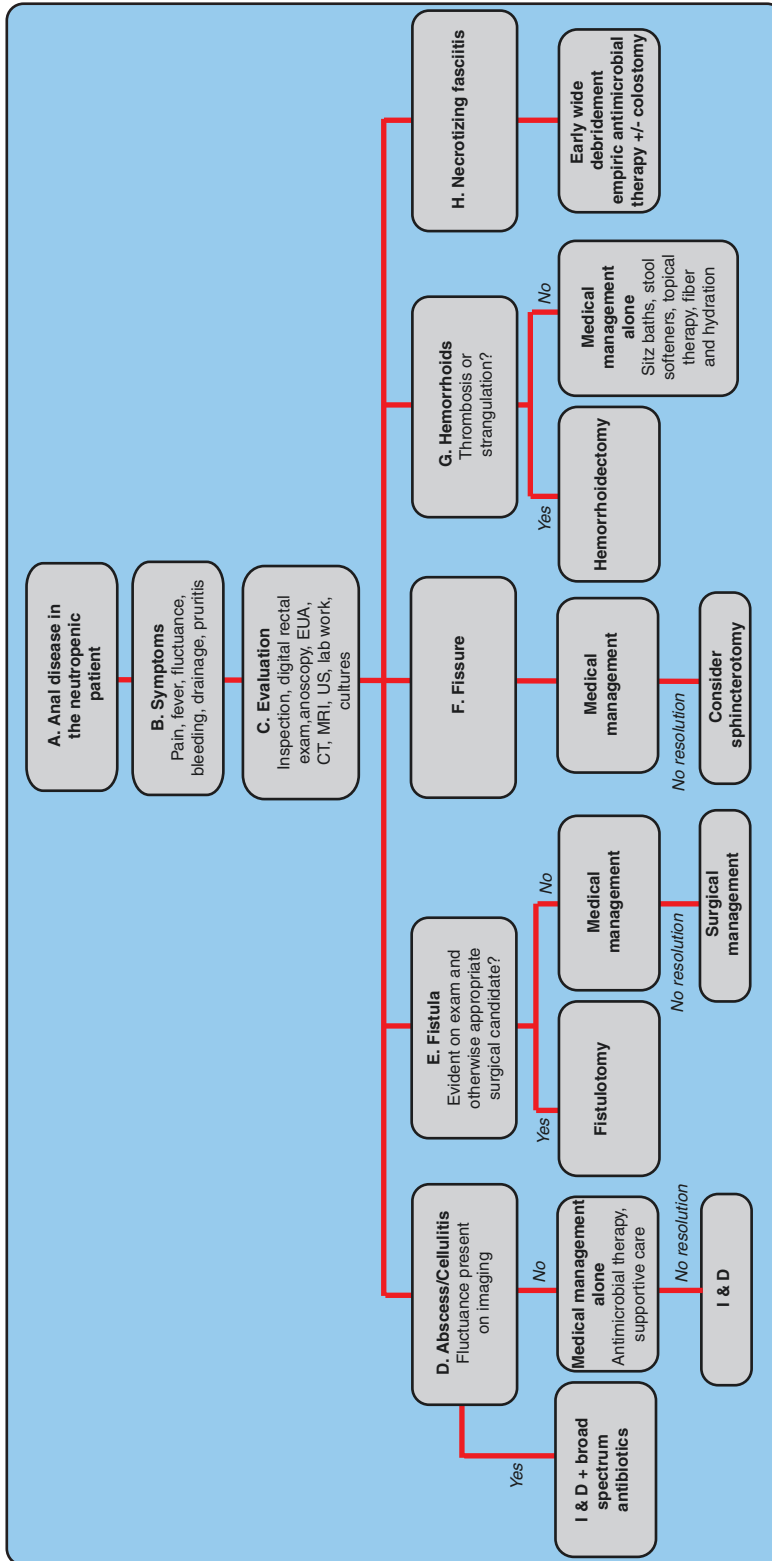 A. Anal disease in
the neutropenic
patient
B. Symptoms
Pain, fever, fluctuance,
bleeding, drainage, pruritis
C. Evaluation
Inspection, digital rectal
exam,anoscopy, EUA,
CT, MRI, US, lab work,
cultures
D. Abscess/Cellulitis
Fluctuance present
on imaging
Yes
I & D + broad
spectrum
antibiotics
No
Medical management
alone
Antimicrobial therapy,
supportive care
No resolution
I & D
E. Fistula
Evident on exam and
otherwise appropriate
surgical candidate?
Yes
Fistulotomy
No
Medical
management
No resolution
Surgical
management
F. Fissure
Medical
management
No resolution
Consider
sphincterotomy
G. Hemorrhoids
Thrombosis or
strangulation?
Yes
Hemorrhoidectomy
No
Medical
management
alone
Sitz baths, stool
softeners, topical
therapy, fiber
and hydration
H. Necrotizing fasciitis
Early wide
debridement
empiric antimicrobial
therapy +/- colostomy